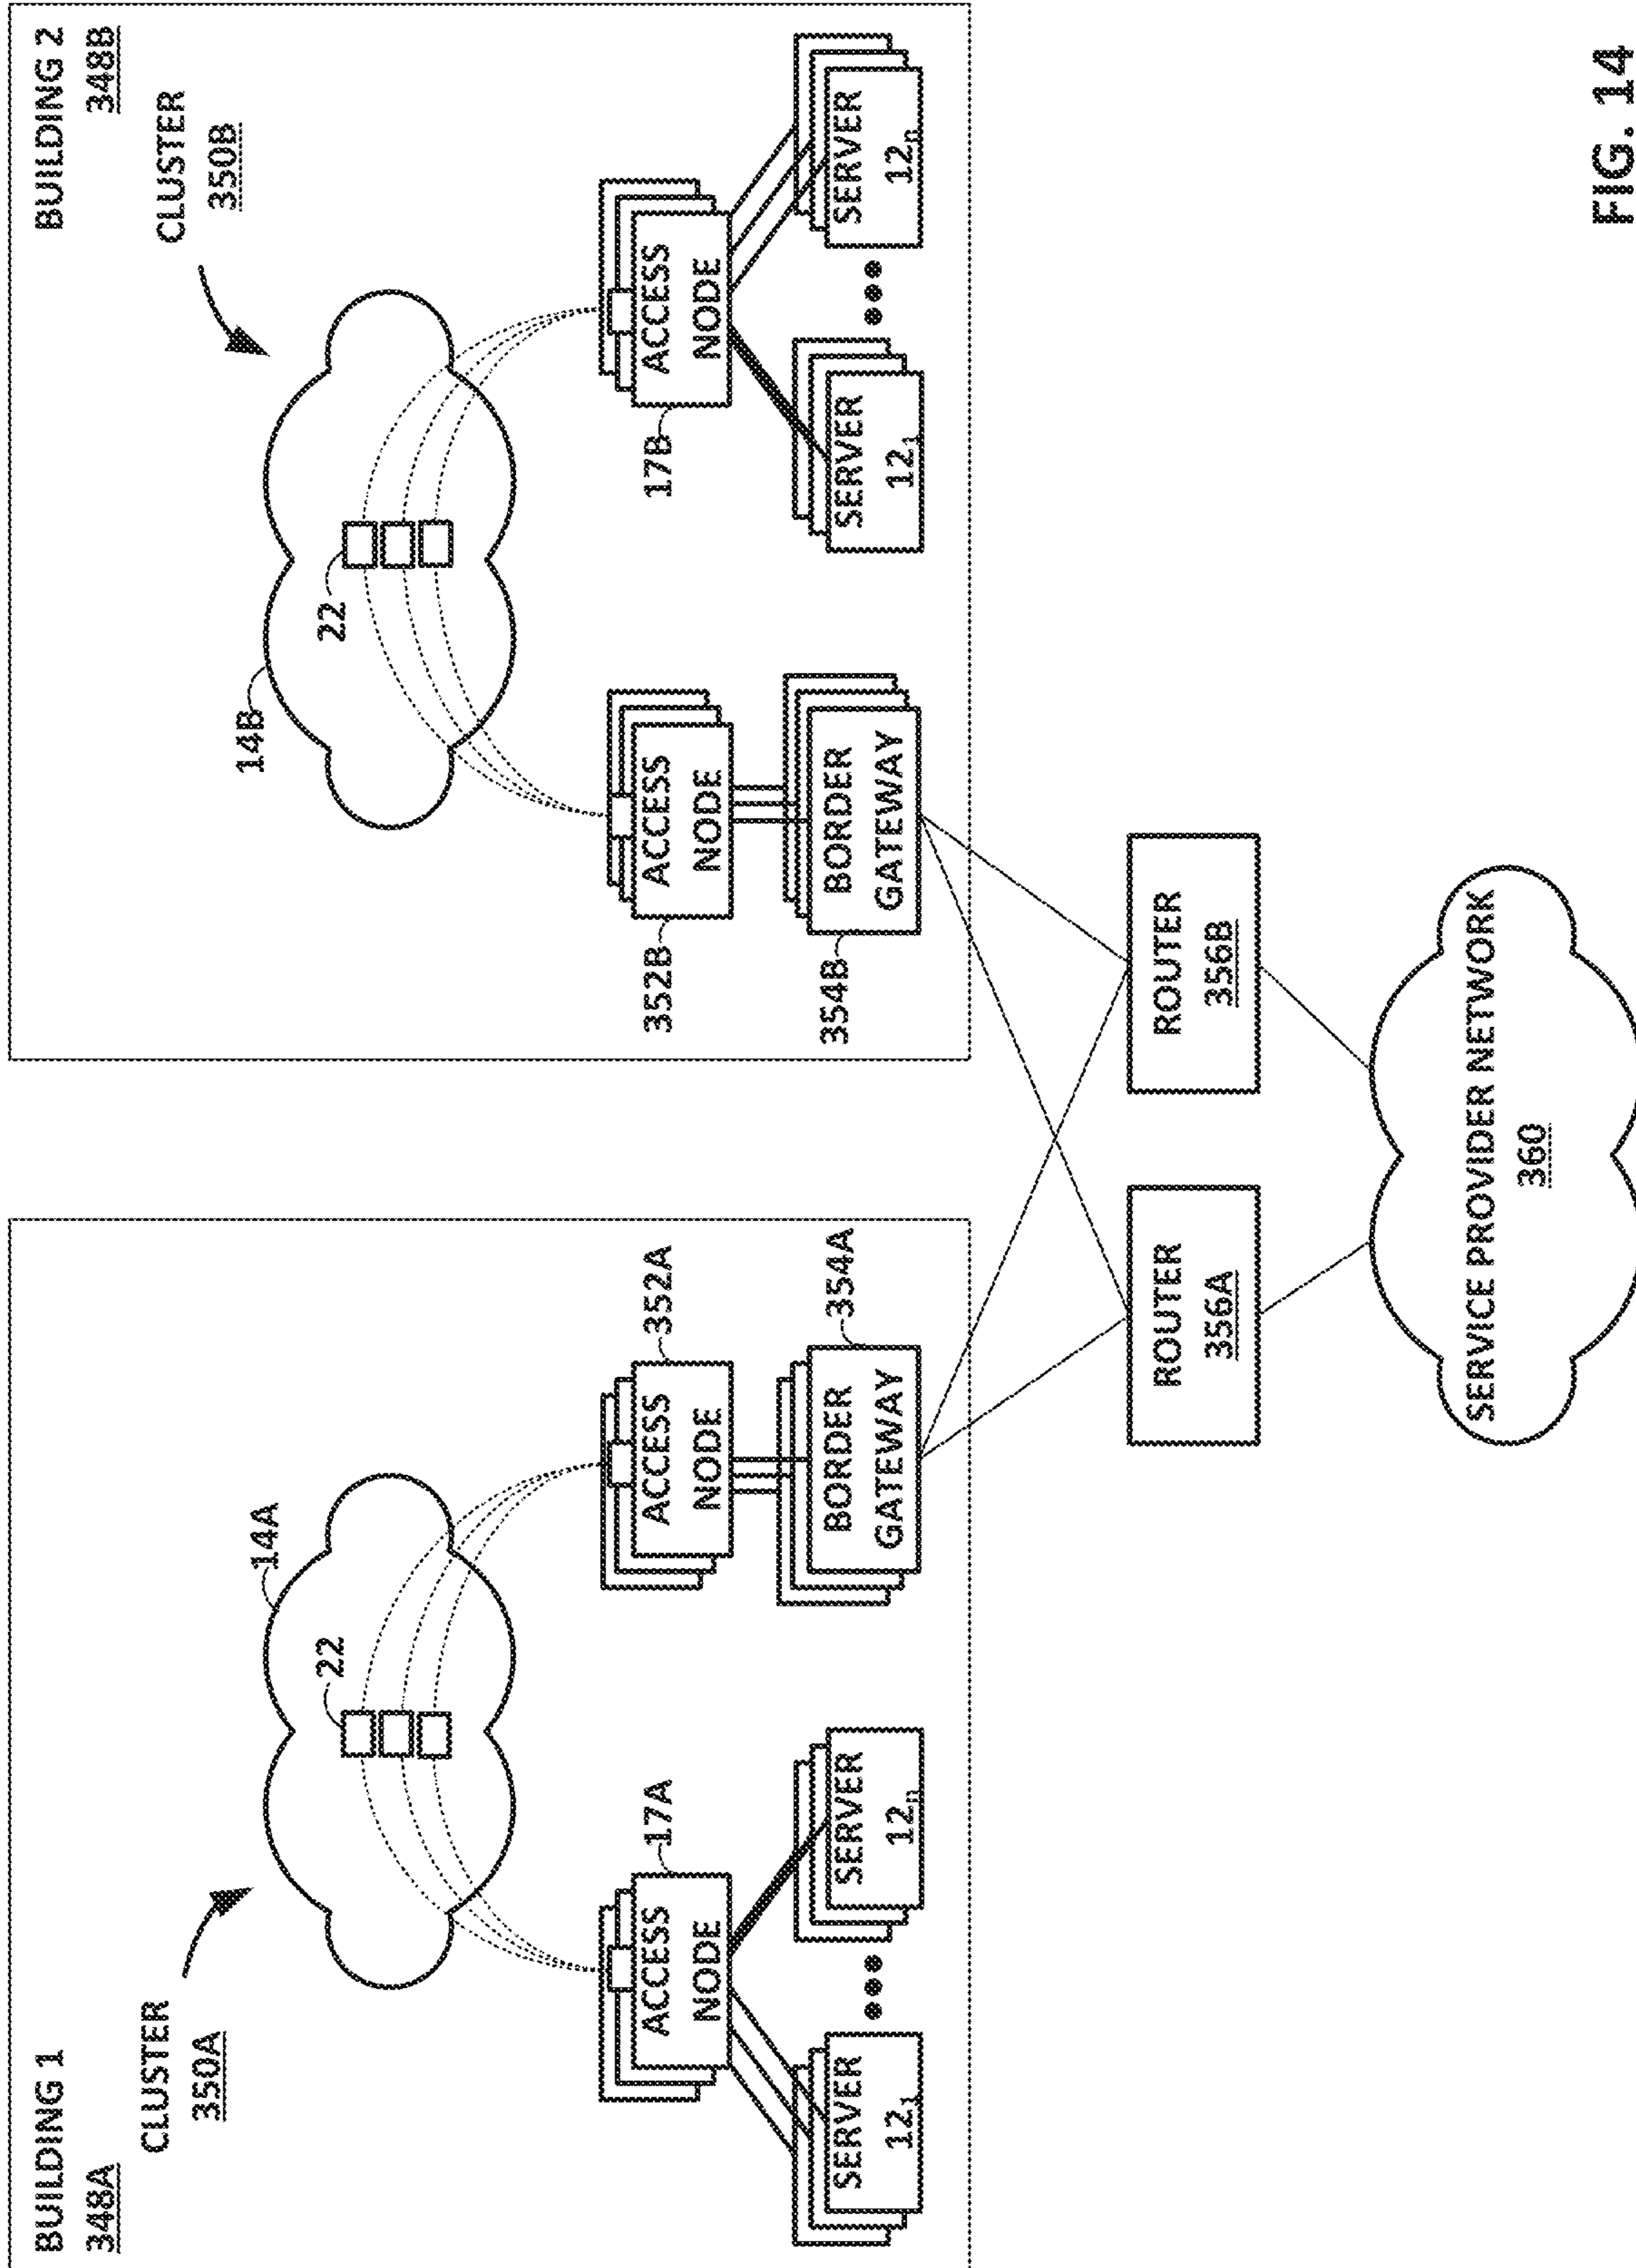 BUILDING 1
348A
CLUSTER
350A
14A
22
17A
ACCESS
NODE
352A
ACCESS
NODE
SERVER
12₁
SERVER
12ₙ
354A
BORDER
GATEWAY
BUILDING 2
348B
CLUSTER
350B
14B
22
352B
ACCESS
NODE
17B
ACCESS
NODE
354B
BORDER
GATEWAY
SERVER
12₁
SERVER
12ₙ
ROUTER
356A
ROUTER
356B
SERVICE PROVIDER NETWORK
360
FIG. 14